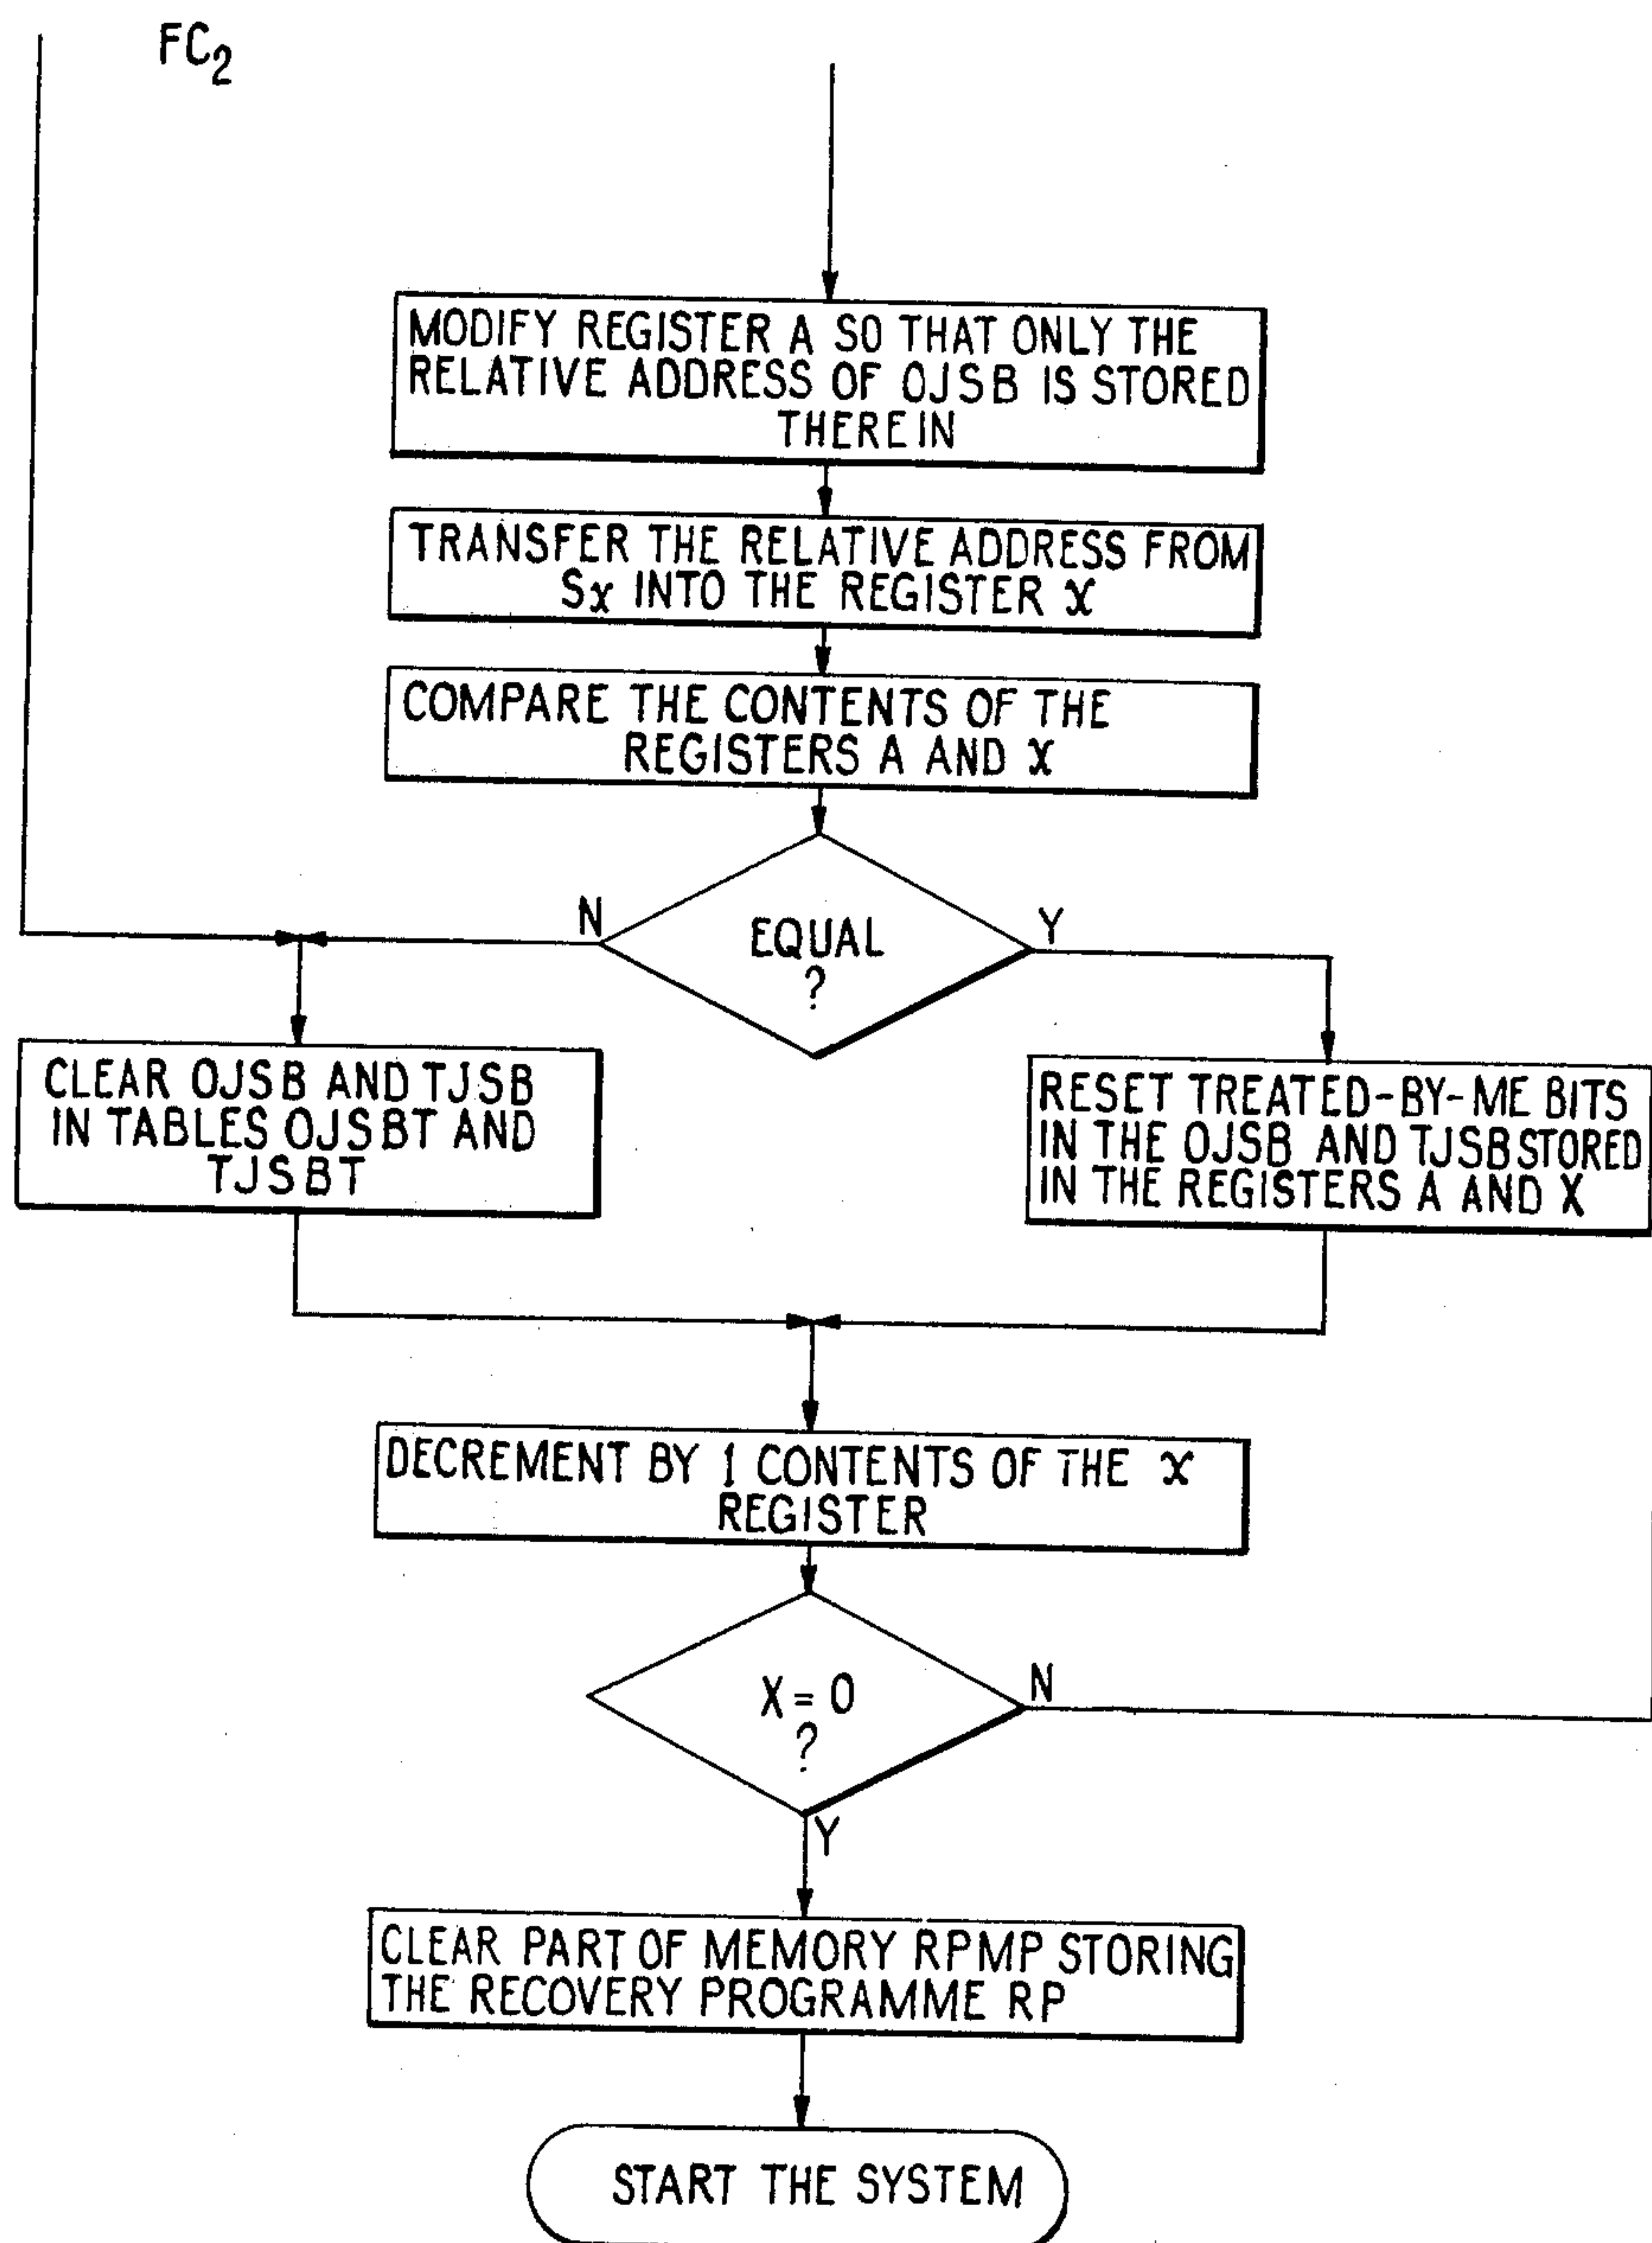 FC2
MODIFY REGISTER A SO THAT ONLY THE
RELATIVE ADDRESS OF OJSB IS STORED
THEREIN
TRANSFER THE RELATIVE ADDRESS FROM
Sx INTO THE REGISTER x
COMPARE THE CONTENTS OF THE
REGISTERS A AND x
N
EQUAL
?
Y
CLEAR OJSB AND TJSB
IN TABLES OJSBT AND
TJSBT
RESET TREATED-BY-ME BITS
IN THE OJSB AND TJSB STORED
IN THE REGISTERS A AND X
DECREMENT BY 1 CONTENTS OF THE x
REGISTER
X = 0
?
N
Y
CLEAR PART OF MEMORY RPMP STORING
THE RECOVERY PROGRAMME RP
START THE SYSTEM